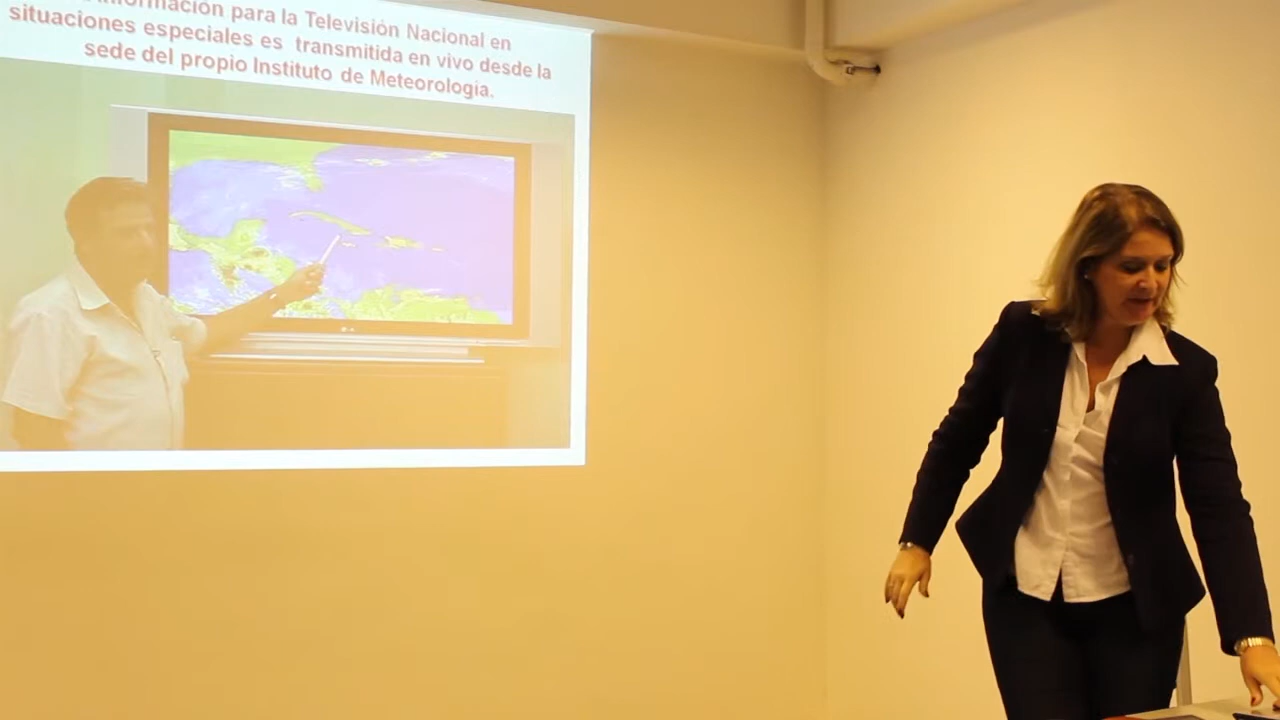 información para la Televisión Nacional en
situaciones especiales es transmitida en vivo desde la
sede del propio Instituto de Meteorología.
LG